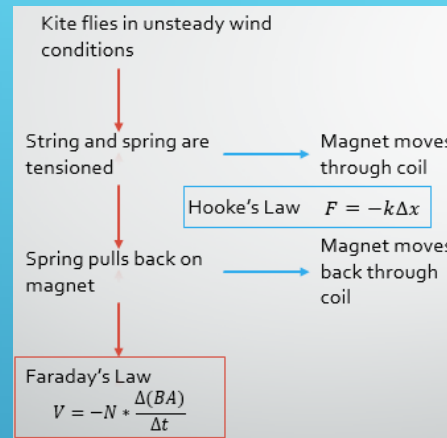 Kite flies in unsteady wind
conditions
String and spring are
tensioned
Magnet moves
through coil
Hooke's Law F = −kΔx
Spring pulls back on
magnet
Magnet moves
back through
coil
Faraday's Law
V = −N * Δ(BA)/Δt